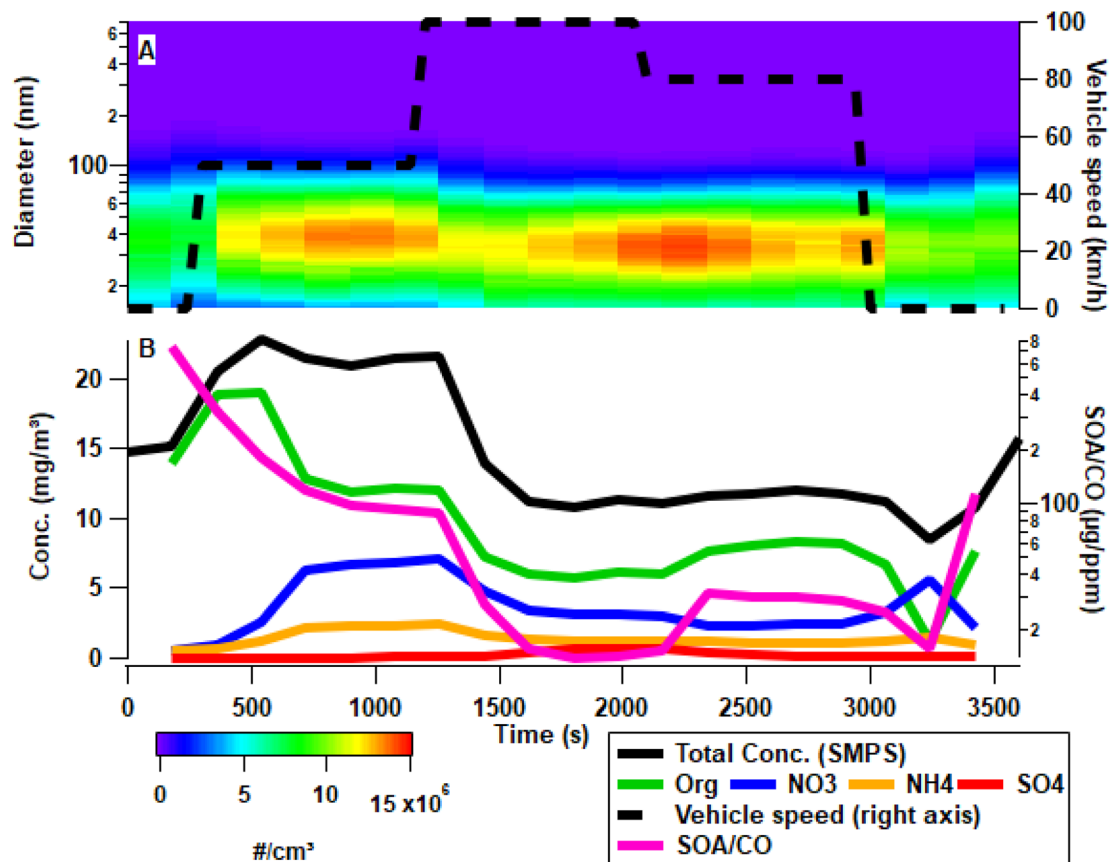 A
Diameter (nm)
6
4
2
100
6
4
2
100
80
60
40
20
0
Vehicle speed (km/h)
B
Conc. (mg/m³)
20
15
10
5
0
8
6
4
2
100
8
6
4
2
SOA/CO (µg/ppm)
0 500 1000 1500 2000 2500 3000 3500
Time (s)
0 5 10 15 x10⁶
#/cm³
Total Conc. (SMPS)
Org NO3 NH4 SO4
Vehicle speed (right axis)
SOA/CO